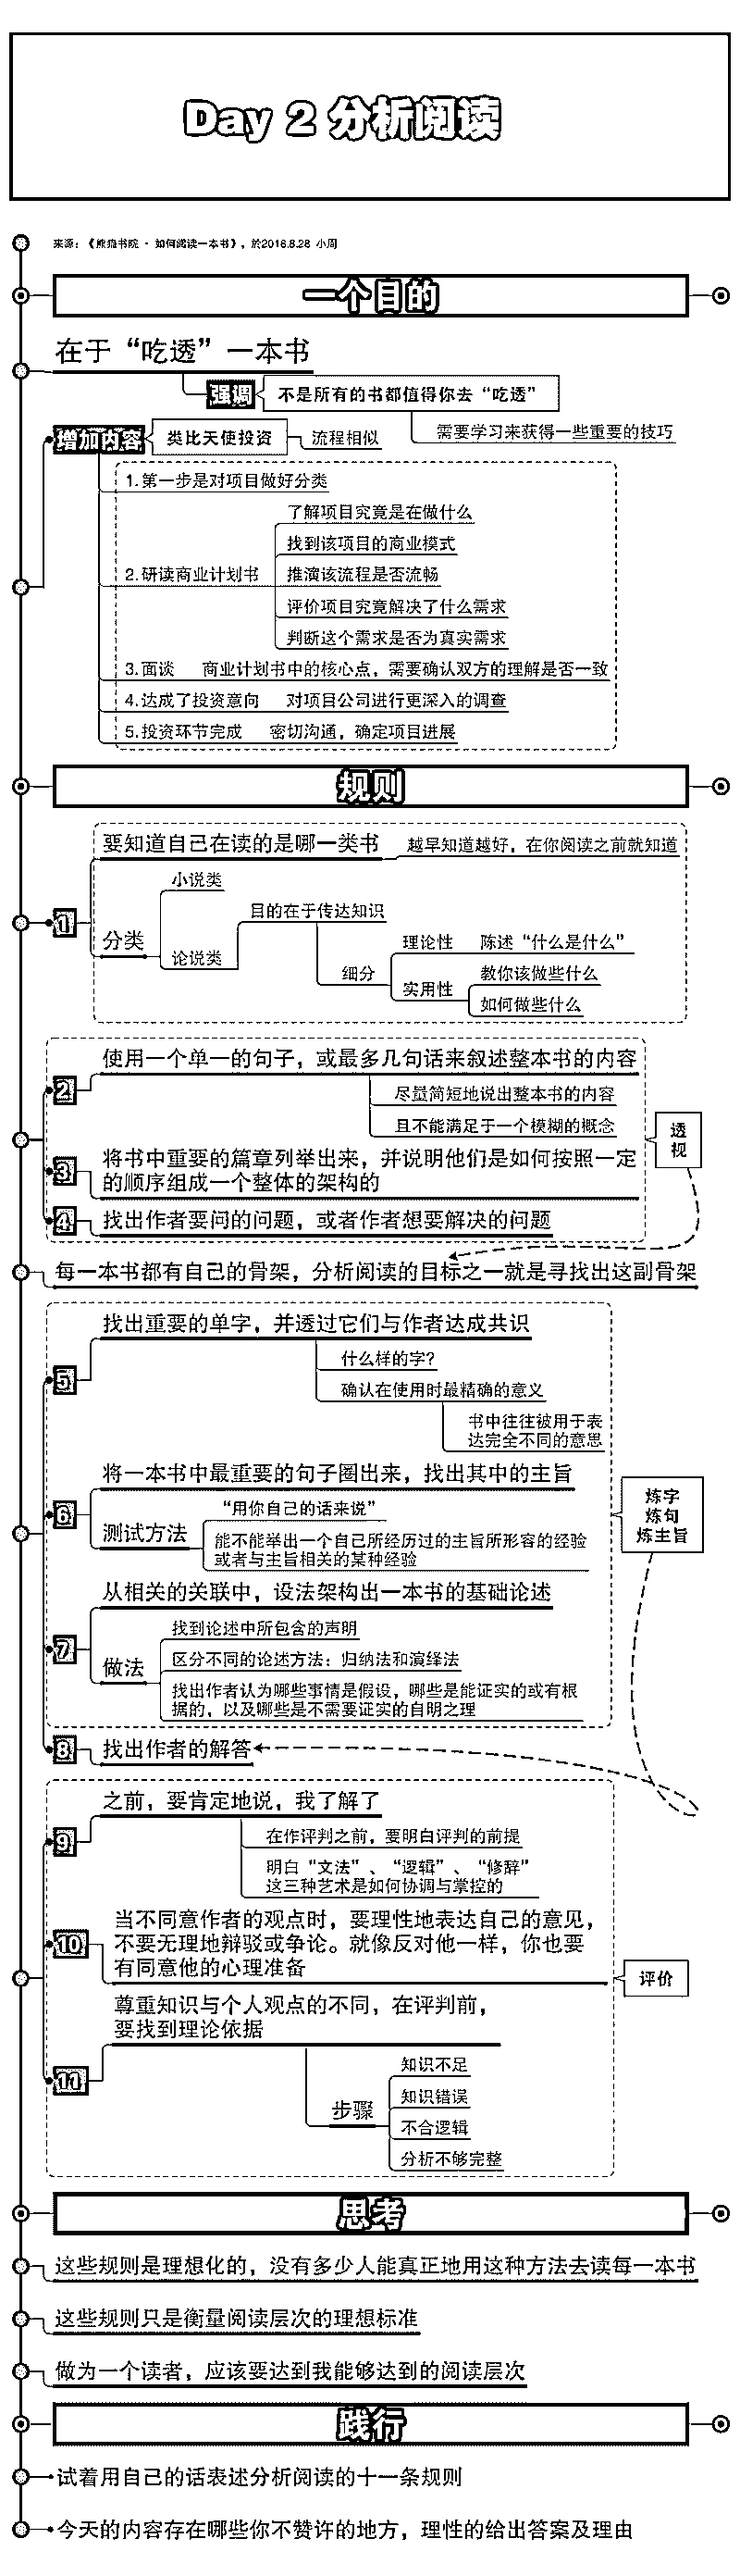 Day 2 分析阅读
来源：《熊猫书院 - 如何阅读一本书》，於2018.8.28 小周
一个目的
在于“吃透”一本书
强调
不是所有的书都值得你去“吃透”
需要学习来获得一些重要的技巧
增加内容
类比天使投资
流程相似
1.第一步是对项目做好分类
2.研读商业计划书
了解项目究竟是在做什么
找到该项目的商业模式
推演该流程是否流畅
评价项目究竟解决了什么需求
判断这个需求是否为真实需求
3.面谈 商业计划书中的核心点，需要确认双方的理解是否一致
4.达成了投资意向 对项目公司进行更深入的调查
5.投资环节完成 密切沟通，确定项目进展
规则
1
要知道自己在读的是哪一类书
越早知道越好，在你阅读之前就知道
分类
小说类
论说类
目的在于传达知识
细分
理论性 陈述“什么是什么”
实用性
教你该做些什么
如何做些什么
2
使用一个单一的句子，或最多几句话来叙述整本书的内容
尽量简短地说出整本书的内容
且不能满足于一个模糊的概念
3
将书中重要的篇章列举出来，并说明他们是如何按照一定
的顺序组成一个整体的架构的
4
找出作者要问的问题，或者作者想要解决的问题
透
视
每一本书都有自己的骨架，分析阅读的目标之一就是寻找出这副骨架
5
找出重要的单字，并透过它们与作者达成共识
什么样的字？
确认在使用时最精确的意义
书中往往被用于表
达完全不同的意思
6
将一本书中最重要的句子圈出来，找出其中的主旨
测试方法
“用你自己的话来说”
能不能举出一个自己所经历过的主旨所形容的经验
或者与主旨相关的某种经验
7
从相关的关联中，设法架构出一本书的基础论述
做法
找到论述中所包含的声明
区分不同的论述方法：归纳法和演绎法
找出作者认为哪些事情是假设，哪些是能证实的或有根
据的，以及哪些是不需要证实的自明之理
8
找出作者的解答
炼字
炼句
炼主旨
9
之前，要肯定地说，我了解了
在作评判之前，要明白评判的前提
明白“文法”、“逻辑”、“修辞”
这三种艺术是如何协调与掌控的
10
当不同意作者的观点时，要理性地表达自己的意见，
不要无理地辩驳或争论。就像反对他一样，你也要
有同意他的心理准备
11
尊重知识与个人观点的不同，在评判前，
要找到理论依据
步骤
知识不足
知识错误
不合逻辑
分析不够完整
评价
思考
这些规则是理想化的，没有多少人能真正地用这种方法去读每一本书
这些规则只是衡量阅读层次的理想标准
做为一个读者，应该要达到我能够达到的阅读层次
践行
试着用自己的话表述分析阅读的十一条规则
今天的内容存在哪些你不赞许的地方，理性的给出答案及理由